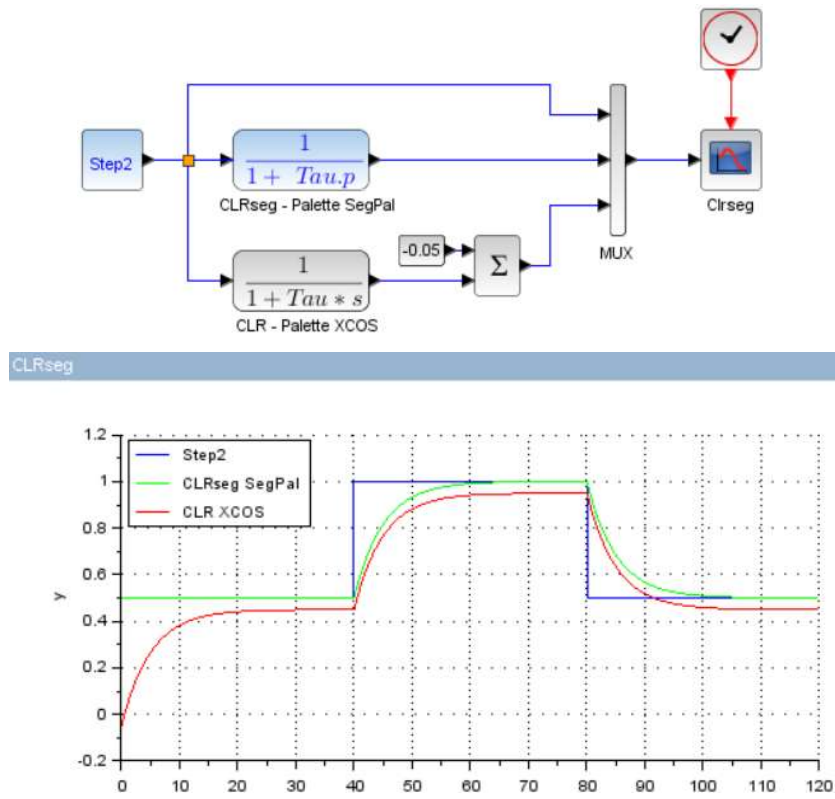 Step2
1
1 + Tau.p
CLRseg - Palette SegPal
-0.05
Σ
1
1 + Tau * s
CLR - Palette XCOS
MUX
Clrseg
CLRseg
Step2
CLRseg SegPal
CLR XCOS
y
1.2
1
0.8
0.6
0.4
0.2
0
-0.2
0 10 20 30 40 50 60 70 80 90 100 110 120